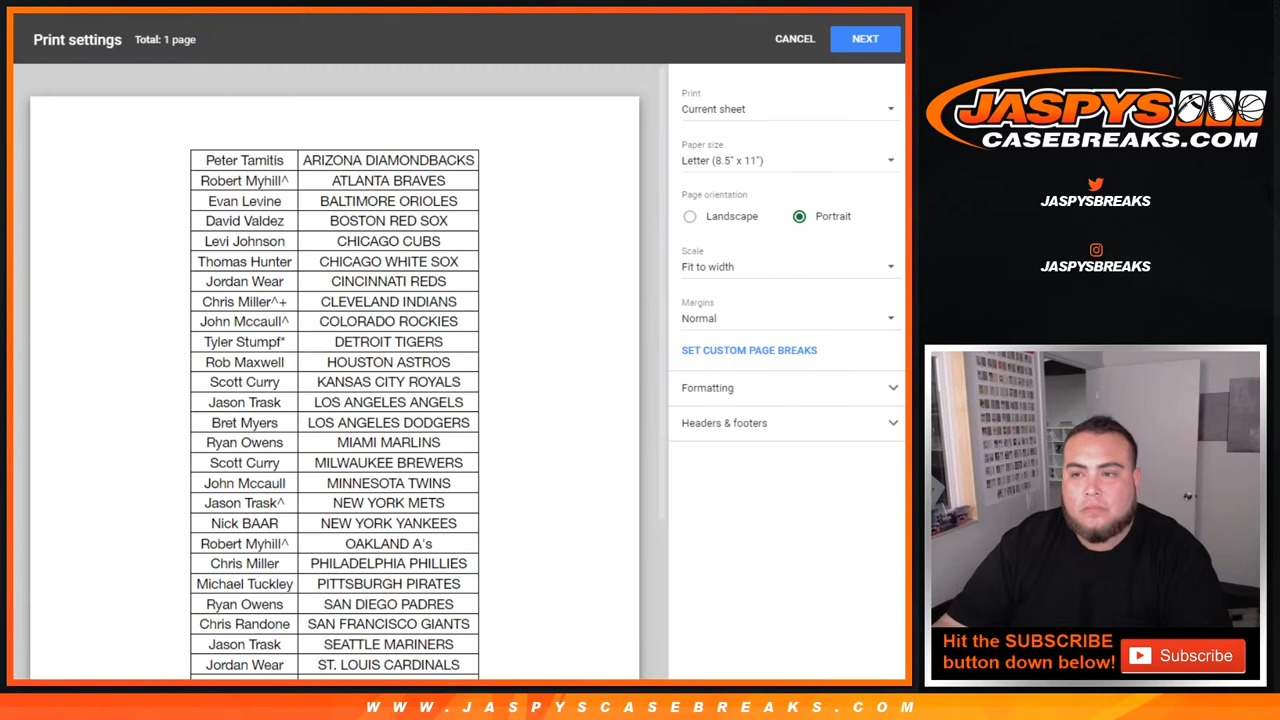 Print settings Total: 1 page CANCEL NEXT
Peter Tamitis ARIZONA DIAMONDBACKS
Robert Myhill^ ATLANTA BRAVES
Evan Levine BALTIMORE ORIOLES
David Valdez BOSTON RED SOX
Levi Johnson CHICAGO CUBS
Thomas Hunter CHICAGO WHITE SOX
Jordan Wear CINCINNATI REDS
Chris Miller^+ CLEVELAND INDIANS
John Mccaull^ COLORADO ROCKIES
Tyler Stumpf* DETROIT TIGERS
Rob Maxwell HOUSTON ASTROS
Scott Curry KANSAS CITY ROYALS
Jason Trask LOS ANGELES ANGELS
Bret Myers LOS ANGELES DODGERS
Ryan Owens MIAMI MARLINS
Scott Curry MILWAUKEE BREWERS
John Mccaull MINNESOTA TWINS
Jason Trask^ NEW YORK METS
Nick BAAR NEW YORK YANKEES
Robert Myhill^ OAKLAND A's
Chris Miller PHILADELPHIA PHILLIES
Michael Tuckley PITTSBURGH PIRATES
Ryan Owens SAN DIEGO PADRES
Chris Randone SAN FRANCISCO GIANTS
Jason Trask SEATTLE MARINERS
Jordan Wear ST. LOUIS CARDINALS
Print
Current sheet
Paper size
Letter (8.5" x 11")
Page orientation
Landscape Portrait
Scale
Fit to width
Margins
Normal
SET CUSTOM PAGE BREAKS
Formatting
Headers & footers
JASPYS
CASEBREAKS.COM
JASPYSBREAKS
JASPYSBREAKS
Hit the SUBSCRIBE
button down below!
Subscribe
WWW.JASPYSCASEBREAKS.COM